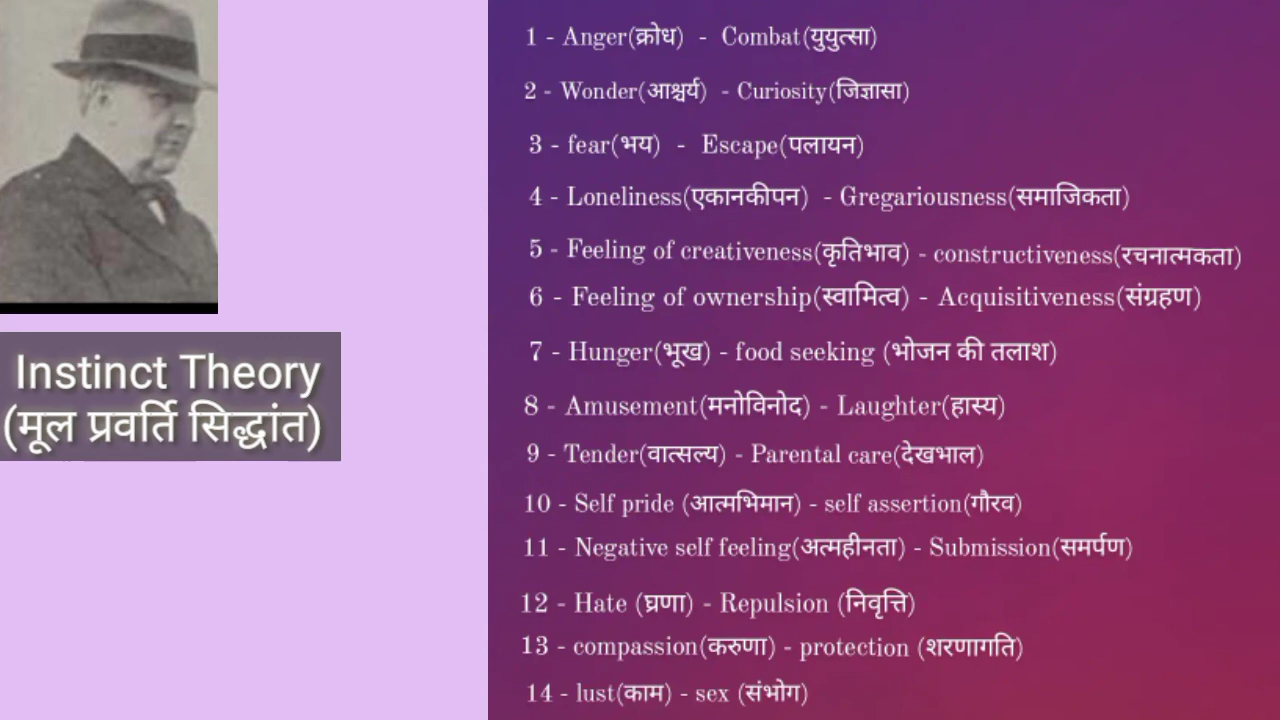 Instinct Theory
(मूल प्रवर्ति सिद्धांत)
1 - Anger(क्रोध) - Combat(युयुत्सा)
2 - Wonder(आश्चर्य) - Curiosity(जिज्ञासा)
3 - fear(भय) - Escape(पलायन)
4 - Loneliness(एकानकीपन) - Gregariousness(समाजिकता)
5 - Feeling of creativeness(कृतिभाव) - constructiveness(रचनात्मकता)
6 - Feeling of ownership(स्वामित्व) - Acquisitiveness(संग्रहण)
7 - Hunger(भूख) - food seeking (भोजन की तलाश)
8 - Amusement(मनोविनोद) - Laughter(हास्य)
9 - Tender(वात्सल्य) - Parental care(देखभाल)
10 - Self pride (आत्मभिमान) - self assertion(गौरव)
11 - Negative self feeling(अत्महीनता) - Submission(समर्पण)
12 - Hate (घ्रणा) - Repulsion (निवृत्ति)
13 - compassion(करुणा) - protection (शरणागति)
14 - lust(काम) - sex (संभोग)